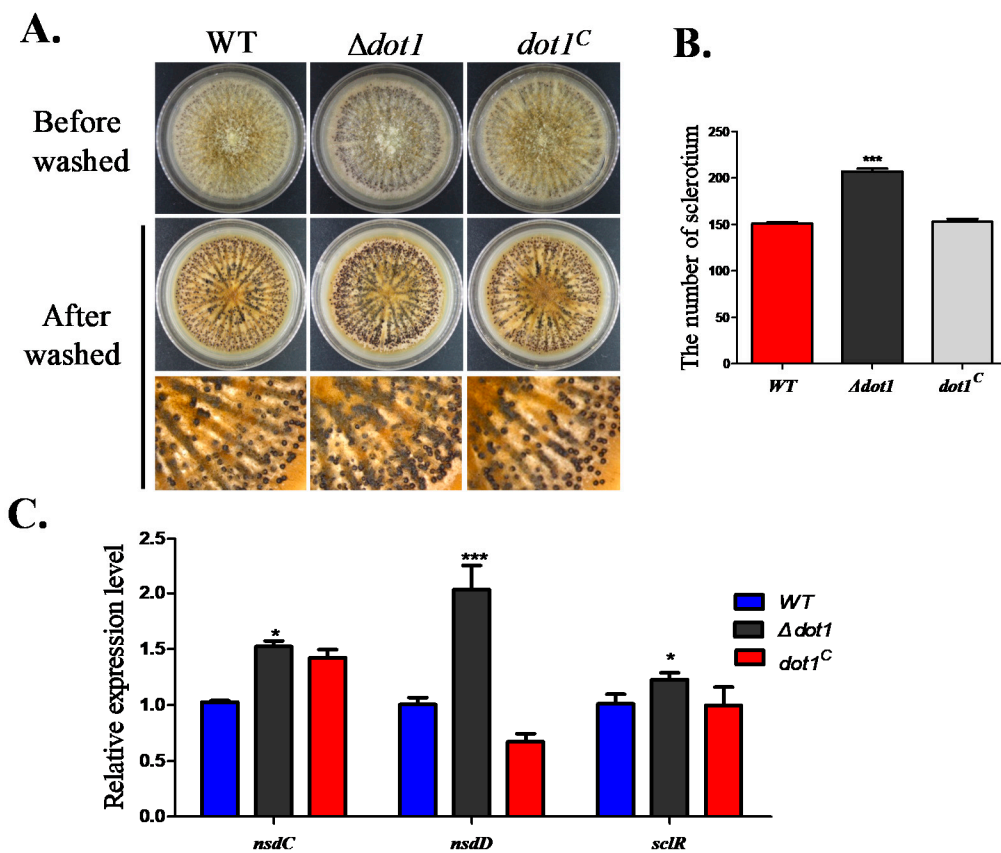 A.
WT Δdot1 dot1ᶜ
Before
washed
After
washed
B.
The number of sclerotium
250
200
150
100
50
0
***
WT Δdot1 dot1ᶜ
C.
Relative expression level
2.5
2.0
1.5
1.0
0.5
0.0
* *** *
WT
Δdot1
dot1ᶜ
nsdC nsdD sclR